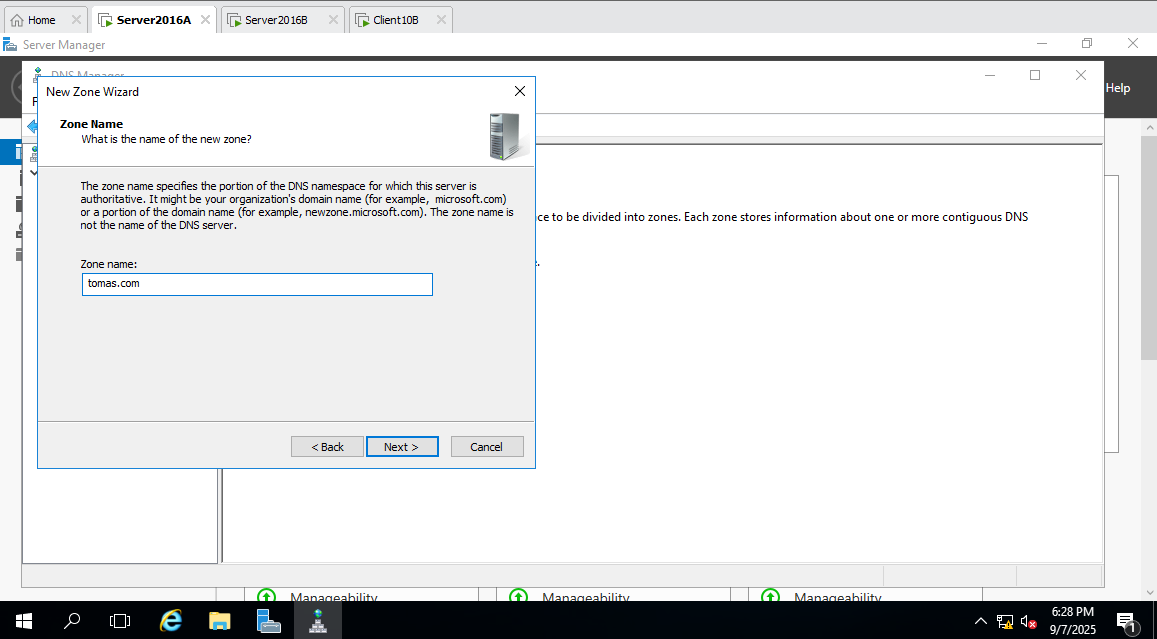 Home
Server2016A
Server2016B
Client10B
Server Manager
DNS Manager
Help
New Zone Wizard
Zone Name
What is the name of the new zone?
The zone name specifies the portion of the DNS namespace for which this server is
authoritative. It might be your organization's domain name (for example, microsoft.com)
or a portion of the domain name (for example, newzone.microsoft.com). The zone name is
not the name of the DNS server.
ce to be divided into zones. Each zone stores information about one or more contiguous DNS
Zone name:
tomas.com
< Back
Next >
Cancel
Manageability
Manageability
Manageability
6:28 PM
9/7/2025
1